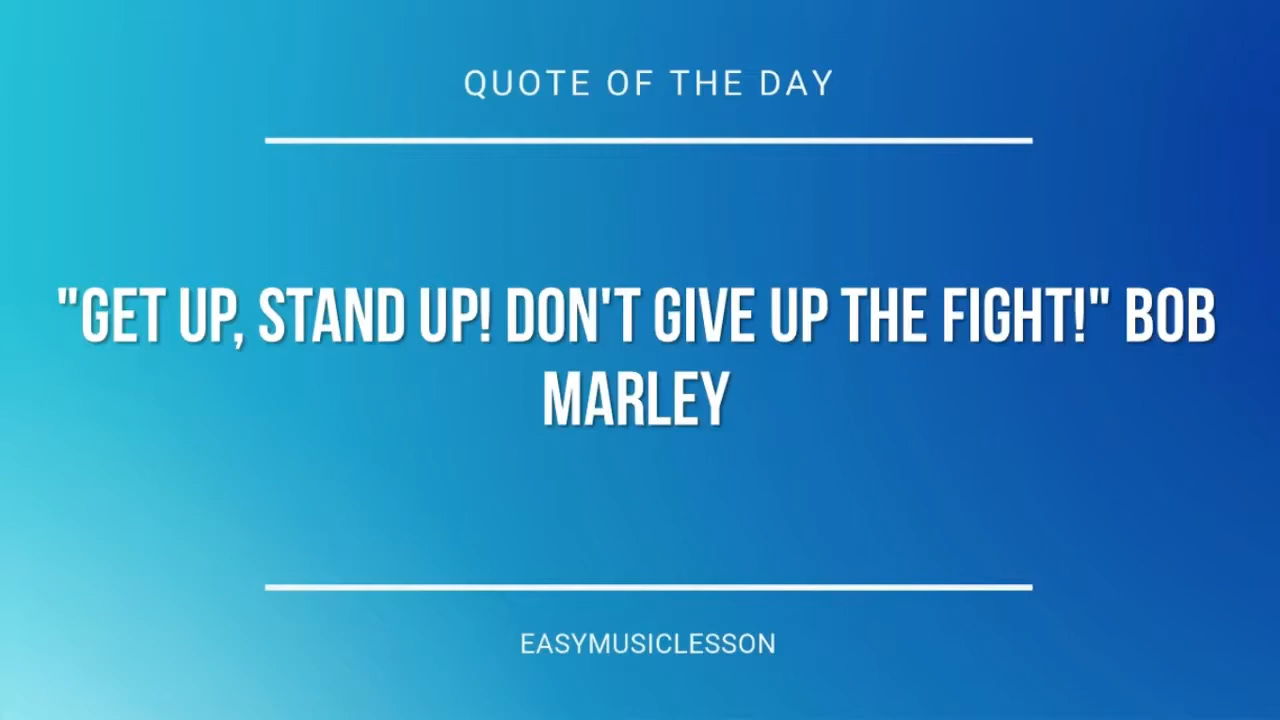 QUOTE OF THE DAY
"GET UP, STAND UP! DON'T GIVE UP THE FIGHT!" BOB
MARLEY
EASYMUSICLESSON